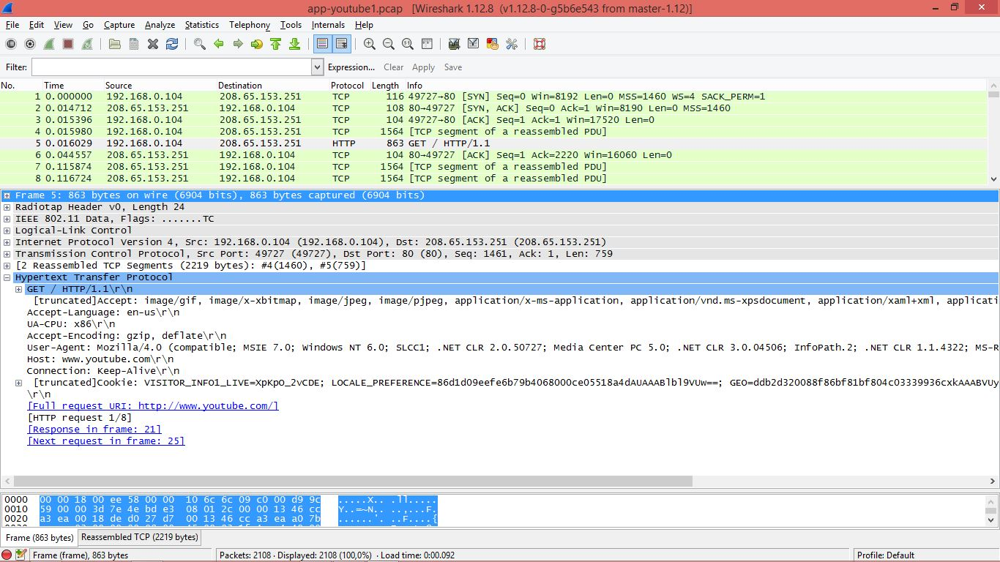 app-youtube1.pcap [Wireshark 1.12.8 (v1.12.8-0-g5b6e543 from master-1.12)]
File Edit View Go Capture Analyze Statistics Telephony Tools Internals Help
Filter: Expression... Clear Apply Save
No. Time Source Destination Protocol Length Info
1 0.000000 192.168.0.104 208.65.153.251 TCP 116 49727→80 [SYN] Seq=0 Win=8192 Len=0 MSS=1460 WS=4 SACK_PERM=1
2 0.014712 208.65.153.251 192.168.0.104 TCP 108 80→49727 [SYN, ACK] Seq=0 Ack=1 Win=8190 Len=0 MSS=1460
3 0.015396 192.168.0.104 208.65.153.251 TCP 104 49727→80 [ACK] Seq=1 Ack=1 Win=17520 Len=0
4 0.015980 192.168.0.104 208.65.153.251 TCP 1564 [TCP segment of a reassembled PDU]
5 0.016029 192.168.0.104 208.65.153.251 HTTP 863 GET / HTTP/1.1
6 0.044557 208.65.153.251 192.168.0.104 TCP 104 80→49727 [ACK] Seq=1 Ack=2220 Win=16060 Len=0
7 0.115874 208.65.153.251 192.168.0.104 TCP 1564 [TCP segment of a reassembled PDU]
8 0.116724 208.65.153.251 192.168.0.104 TCP 1564 [TCP segment of a reassembled PDU]
Frame 5: 863 bytes on wire (6904 bits), 863 bytes captured (6904 bits)
Radiotap Header v0, Length 24
IEEE 802.11 Data, Flags: .......TC
Logical-Link Control
Internet Protocol Version 4, Src: 192.168.0.104 (192.168.0.104), Dst: 208.65.153.251 (208.65.153.251)
Transmission Control Protocol, Src Port: 49727 (49727), Dst Port: 80 (80), Seq: 1461, Ack: 1, Len: 759
[2 Reassembled TCP Segments (2219 bytes): #4(1460), #5(759)]
Hypertext Transfer Protocol
GET / HTTP/1.1\r\n
[truncated]Accept: image/gif, image/x-xbitmap, image/jpeg, image/pjpeg, application/x-ms-application, application/vnd.ms-xpsdocument, application/xaml+xml, applicati
Accept-Language: en-us\r\n
UA-CPU: x86\r\n
Accept-Encoding: gzip, deflate\r\n
User-Agent: Mozilla/4.0 (compatible; MSIE 7.0; Windows NT 6.0; SLCC1; .NET CLR 2.0.50727; Media Center PC 5.0; .NET CLR 3.0.04506; InfoPath.2; .NET CLR 1.1.4322; MS-R
Host: www.youtube.com\r\n
Connection: Keep-Alive\r\n
[truncated]Cookie: VISITOR_INFO1_LIVE=XpKpO_2vCDE; LOCALE_PREFERENCE=86d1d09eefe6b79b4068000ce05518a4dAUAAABlbl9VUw==; GEO=ddb2d320088f86bf81bf804c03339936cxkAAABVUy
\r\n
[Full request URI: http://www.youtube.com/]
[HTTP request 1/8]
[Response in frame: 21]
[Next request in frame: 25]
0000 00 00 18 00 ee 58 00 00 10 6c 6c 09 c0 00 d9 9c .....X.. .ll.....
0010 59 00 00 3d 7e 4e bd e3 08 01 2c 00 00 13 46 cc Y..=~N.. ..,...F.
0020 a3 ea 00 18 de d0 27 d7 00 13 46 cc a3 ea a0 7b ......'. ..F....{
Frame (863 bytes) Reassembled TCP (2219 bytes)
Frame (frame), 863 bytes Packets: 2108 · Displayed: 2108 (100,0%) · Load time: 0:00.092 Profile: Default